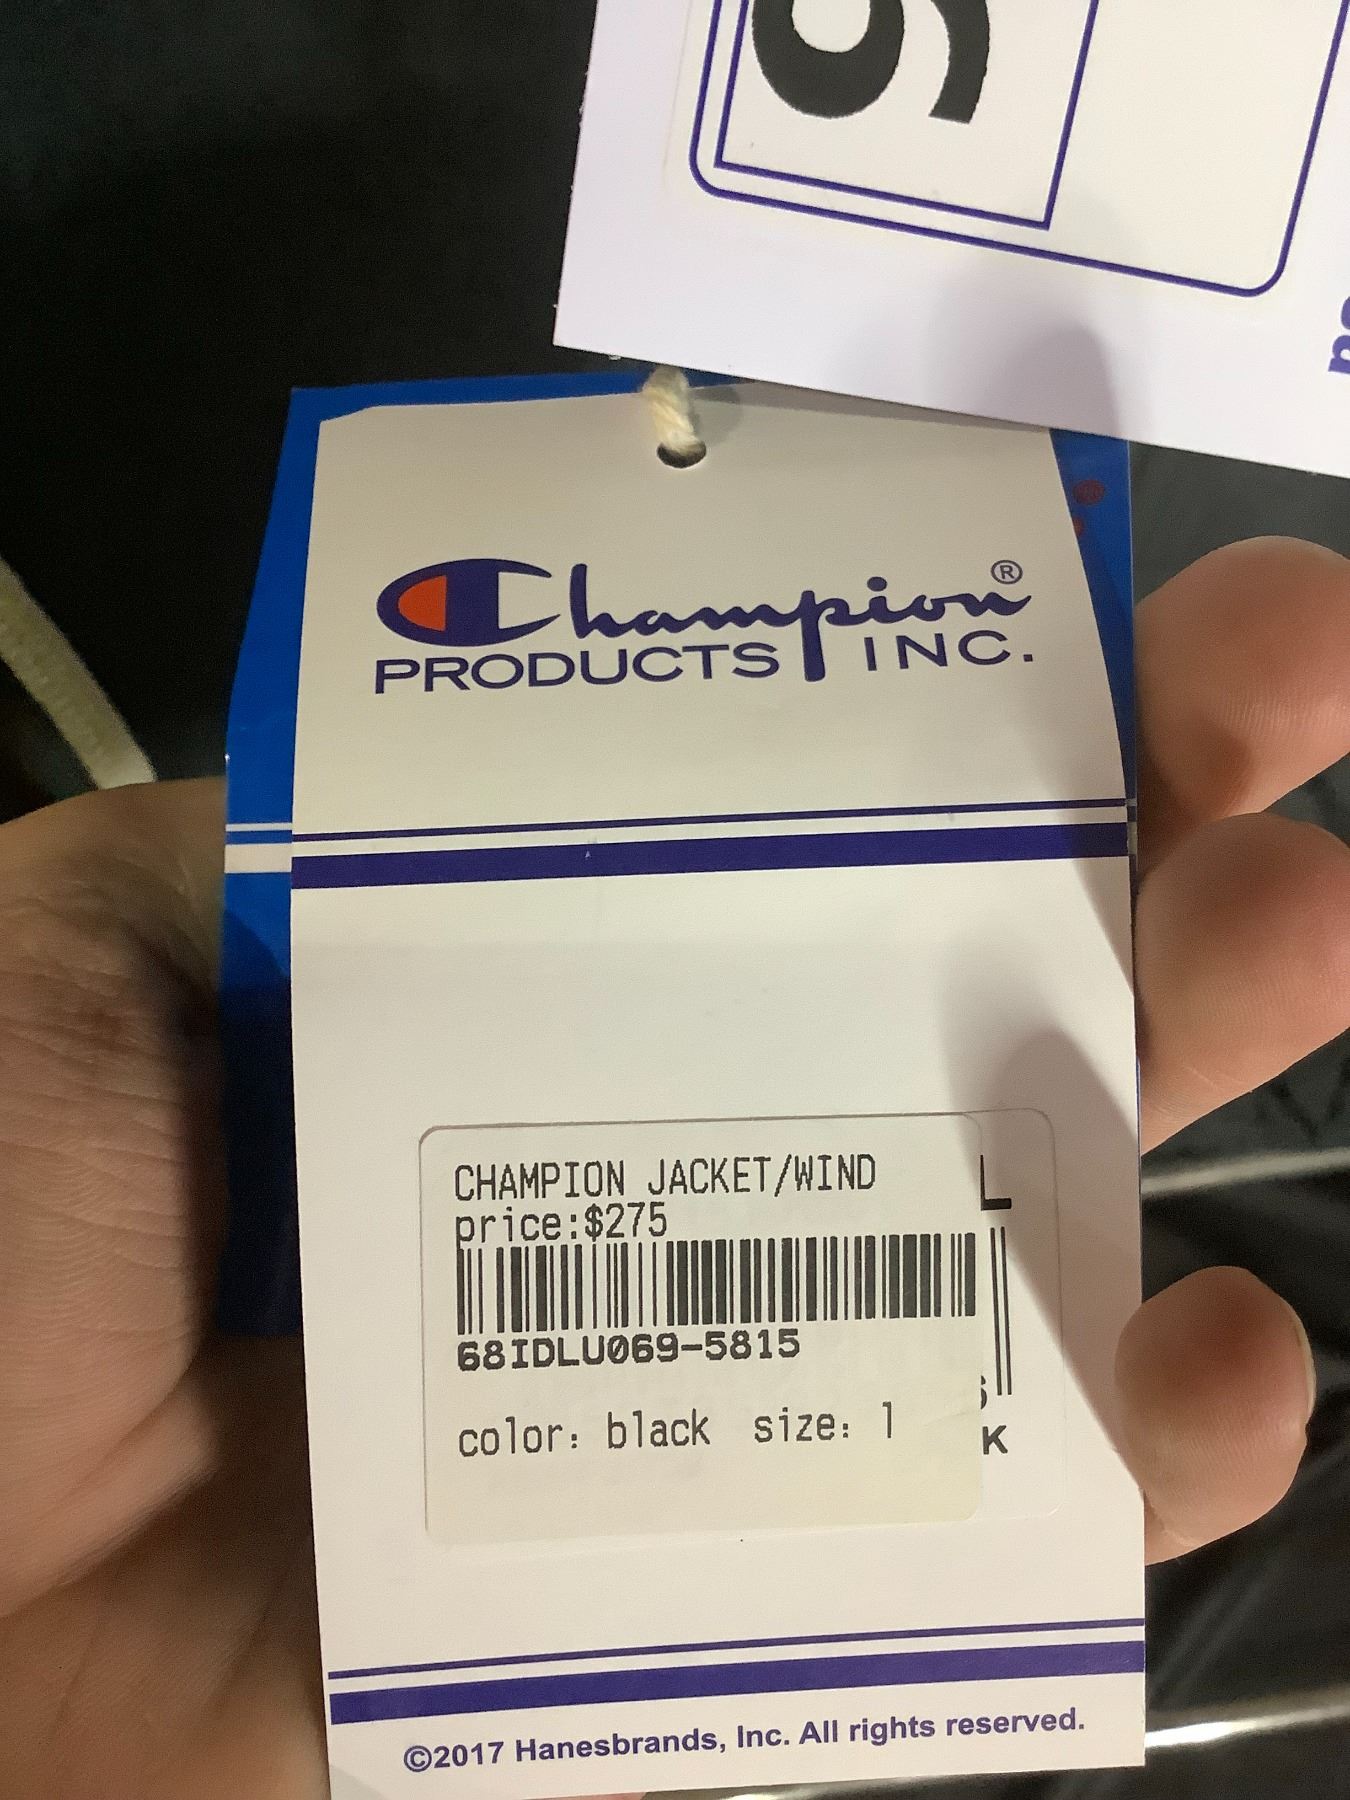 9
Champion®
PRODUCTS INC.
CHAMPION JACKET/WIND
L
price:$275
68IDLU069-5815
K
color: black size: l
©2017 Hanesbrands, Inc. All rights reserved.